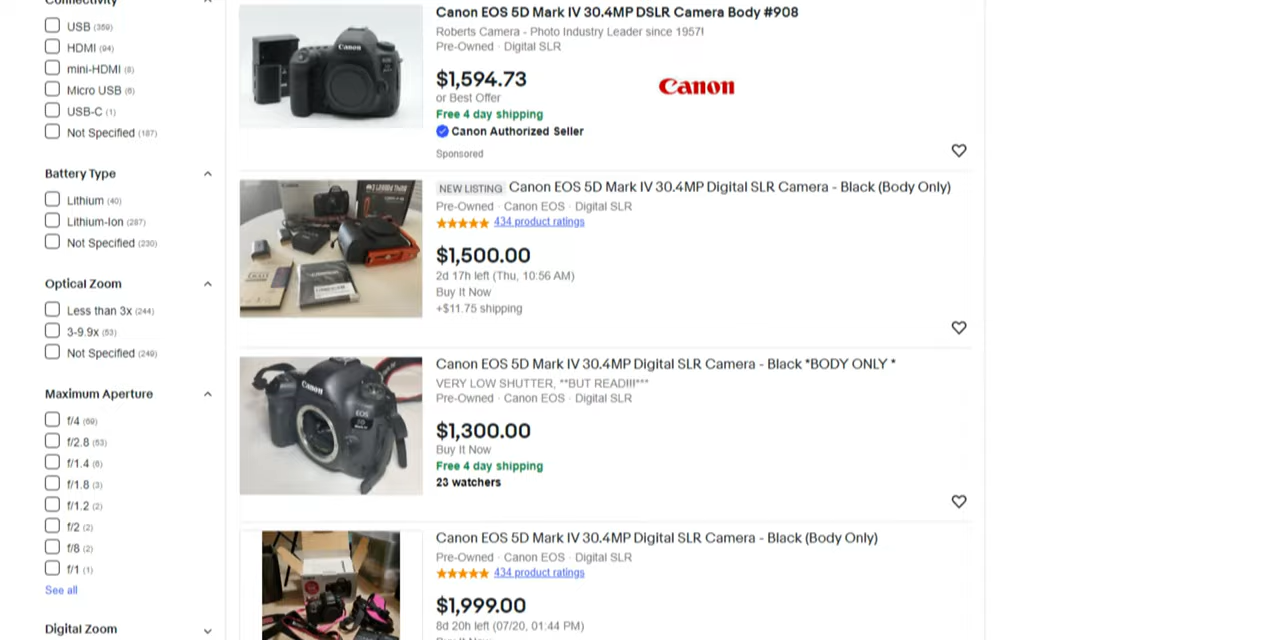 Connectivity
USB (359)
HDMI (94)
mini-HDMI (8)
Micro USB (6)
USB-C (1)
Not Specified (187)
Battery Type
Lithium (40)
Lithium-Ion (287)
Not Specified (230)
Optical Zoom
Less than 3x (244)
3-9.9x (53)
Not Specified (249)
Maximum Aperture
f/4 (69)
f/2.8 (53)
f/1.4 (6)
f/1.8 (3)
f/1.2 (2)
f/2 (2)
f/8 (2)
f/1 (1)
See all
Digital Zoom
Canon EOS 5D Mark IV 30.4MP DSLR Camera Body #908
Roberts Camera - Photo Industry Leader since 1957!
Pre-Owned · Digital SLR
$1,594.73
or Best Offer
Free 4 day shipping
Canon Authorized Seller
Sponsored
Canon
Canon
NEW LISTING Canon EOS 5D Mark IV 30.4MP Digital SLR Camera - Black (Body Only)
Pre-Owned · Canon EOS · Digital SLR
434 product ratings
$1,500.00
2d 17h left (Thu, 10:56 AM)
Buy It Now
+$11.75 shipping
Canon EOS 5D Mark IV 30.4MP Digital SLR Camera - Black *BODY ONLY *
VERY LOW SHUTTER, **BUT READ!!!***
Pre-Owned · Canon EOS · Digital SLR
$1,300.00
Buy It Now
Free 4 day shipping
23 watchers
Canon
EOS
Canon EOS 5D Mark IV 30.4MP Digital SLR Camera - Black (Body Only)
Pre-Owned · Canon EOS · Digital SLR
434 product ratings
$1,999.00
8d 20h left (07/20, 01:44 PM)